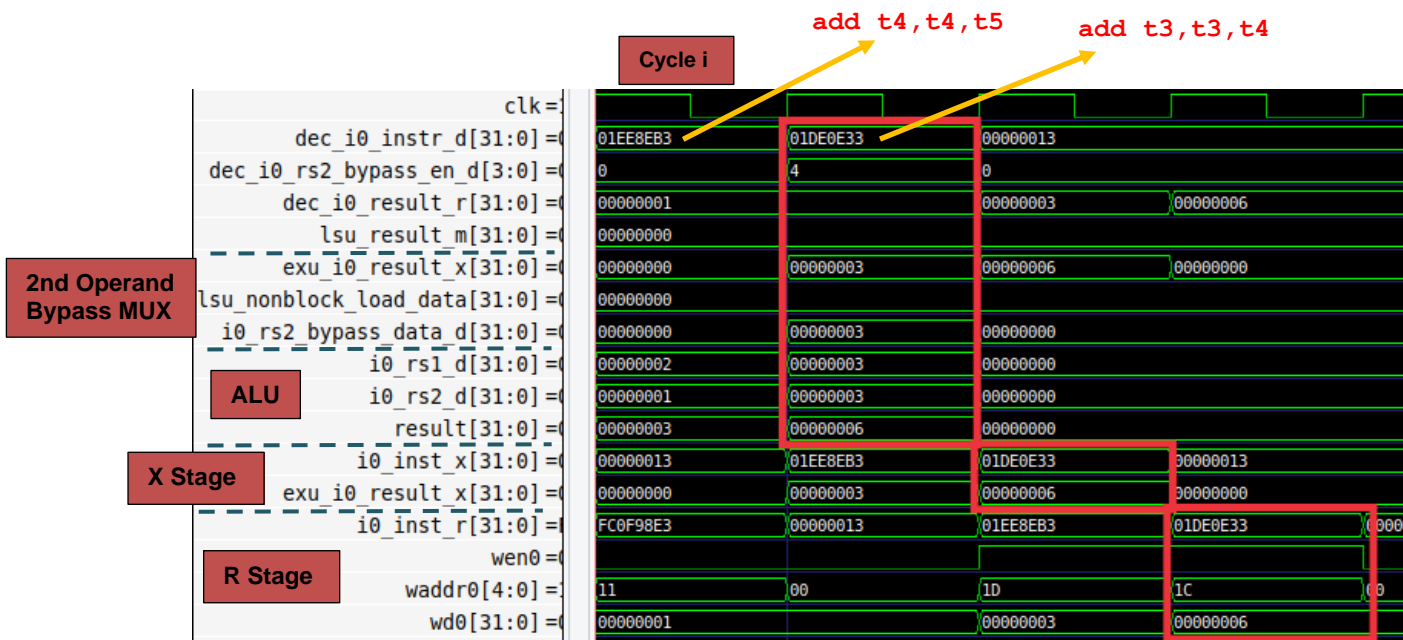 add t4,t4,t5
add t3,t3,t4
Cycle i
clk=
dec_i0_instr_d[31:0]= 01EE8EB3 01DE0E33 00000013
dec_i0_rs2_bypass_en_d[3:0]= 0 4 0
dec_i0_result_r[31:0]= 00000001 00000003 00000006
lsu_result_m[31:0]= 00000000
2nd Operand
Bypass MUX
exu_i0_result_x[31:0]= 00000000 00000003 00000006 00000000
lsu_nonblock_load_data[31:0]= 00000000
i0_rs2_bypass_data_d[31:0]= 00000000 00000003 00000000
ALU
i0_rs1_d[31:0]= 00000002 00000003 00000000
i0_rs2_d[31:0]= 00000001 00000003 00000000
result[31:0]= 00000003 00000006 00000000
X Stage
i0_inst_x[31:0]= 00000013 01EE8EB3 01DE0E33 00000013
exu_i0_result_x[31:0]= 00000000 00000003 00000006 00000000
R Stage
i0_inst_r[31:0]= FC0F98E3 00000013 01EE8EB3 01DE0E33 0000
wen0=
waddr0[4:0]= 11 00 1D 1C 00
wd0[31:0]= 00000001 00000003 00000006